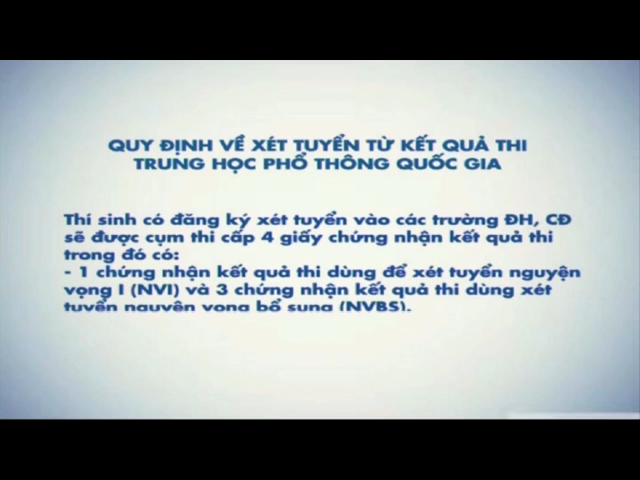 QUY ĐỊNH VỀ XÉT TUYỂN TỪ KẾT QUẢ THI
TRUNG HỌC PHỔ THÔNG QUỐC GIA
Thí sinh có đăng ký xét tuyển vào các trường ĐH, CĐ
sẽ được cụm thi cấp 4 giấy chứng nhận kết quả thi
trong đó có:
- 1 chứng nhận kết quả thi dùng để xét tuyển nguyện
vọng I (NVI) và 3 chứng nhận kết quả thi dùng xét
tuyển nguyện vọng bổ sung (NVBS).